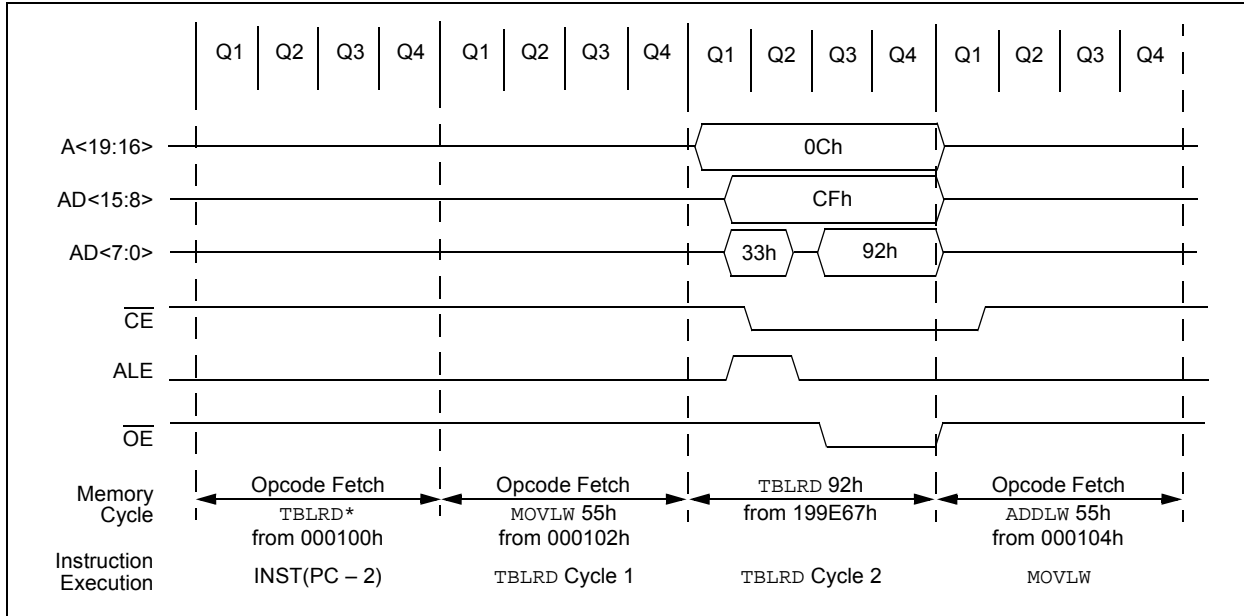 Q1 Q2 Q3 Q4 Q1 Q2 Q3 Q4 Q1 Q2 Q3 Q4 Q1 Q2 Q3 Q4
A<19:16> 0Ch
AD<15:8> CFh
AD<7:0> 33h 92h
CE
ALE
OE
Memory Cycle
Opcode Fetch
TBLRD*
from 000100h
Opcode Fetch
MOVLW 55h
from 000102h
TBLRD 92h
from 199E67h
Opcode Fetch
ADDLW 55h
from 000104h
Instruction Execution
INST(PC – 2)
TBLRD Cycle 1
TBLRD Cycle 2
MOVLW